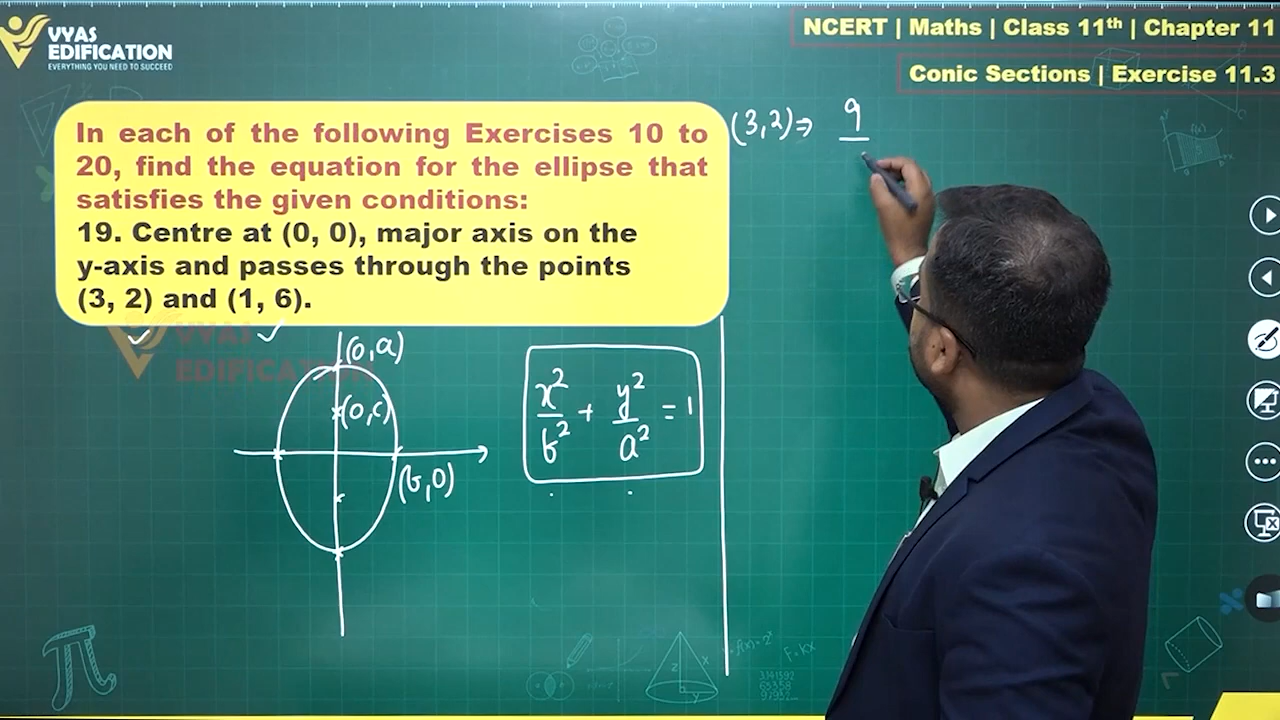 VYAS
EDIFICATION
EVERYTHING YOU NEED TO SUCCEED
NCERT | Maths | Class 11th | Chapter 11
Conic Sections | Exercise 11.3
In each of the following Exercises 10 to
20, find the equation for the ellipse that
satisfies the given conditions:
19. Centre at (0, 0), major axis on the
y-axis and passes through the points
(3, 2) and (1, 6).
(3,2)⇒ 9
VYAS
EDIFICATION
(0,a)
(0,c)
(b,0)
x²/b² + y²/a² = 1
π